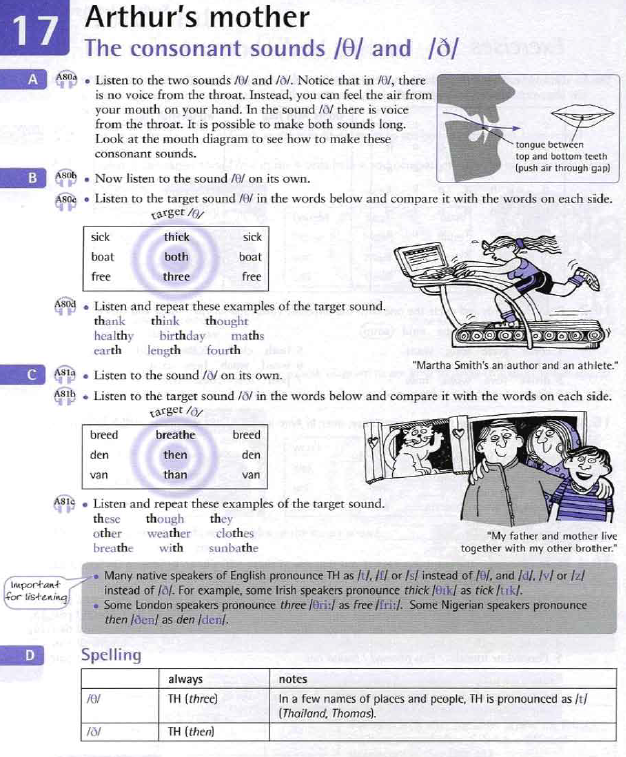 17
Arthur's mother
The consonant sounds /θ/ and /ð/
A
A80a
• Listen to the two sounds /θ/ and /ð/. Notice that in /θ/, there
is no voice from the throat. Instead, you can feel the air from
your mouth on your hand. In the sound /ð/ there is voice
from the throat. It is possible to make both sounds long.
Look at the mouth diagram to see how to make these
consonant sounds.
tongue between
top and bottom teeth
(push air through gap)
B
A80b
• Now listen to the sound /θ/ on its own.
A80c
• Listen to the target sound /θ/ in the words below and compare it with the words on each side.
target /θ/
sick thick sick
boat both boat
free three free
A80d
• Listen and repeat these examples of the target sound.
thank think thought
healthy birthday maths
earth length fourth
"Martha Smith's an author and an athlete."
C
A81a
• Listen to the sound /ð/ on its own.
A81b
• Listen to the target sound /ð/ in the words below and compare it with the words on each side.
target /ð/
breed breathe breed
den then den
van than van
A81c
• Listen and repeat these examples of the target sound.
these though they
other weather clothes
breathe with sunbathe
"My father and mother live
together with my other brother."
Important
for listening
• Many native speakers of English pronounce TH as /t/, /f/ or /s/ instead of /θ/, and /d/, /v/ or /z/
instead of /ð/. For example, some Irish speakers pronounce thick /θɪk/ as tick /tɪk/.
• Some London speakers pronounce three /θriː/ as free /friː/. Some Nigerian speakers pronounce
then /ðen/ as den /den/.
D
Spelling
always notes
/θ/ TH (three) In a few names of places and people, TH is pronounced as /t/
(Thailand, Thomas).
/ð/ TH (then)